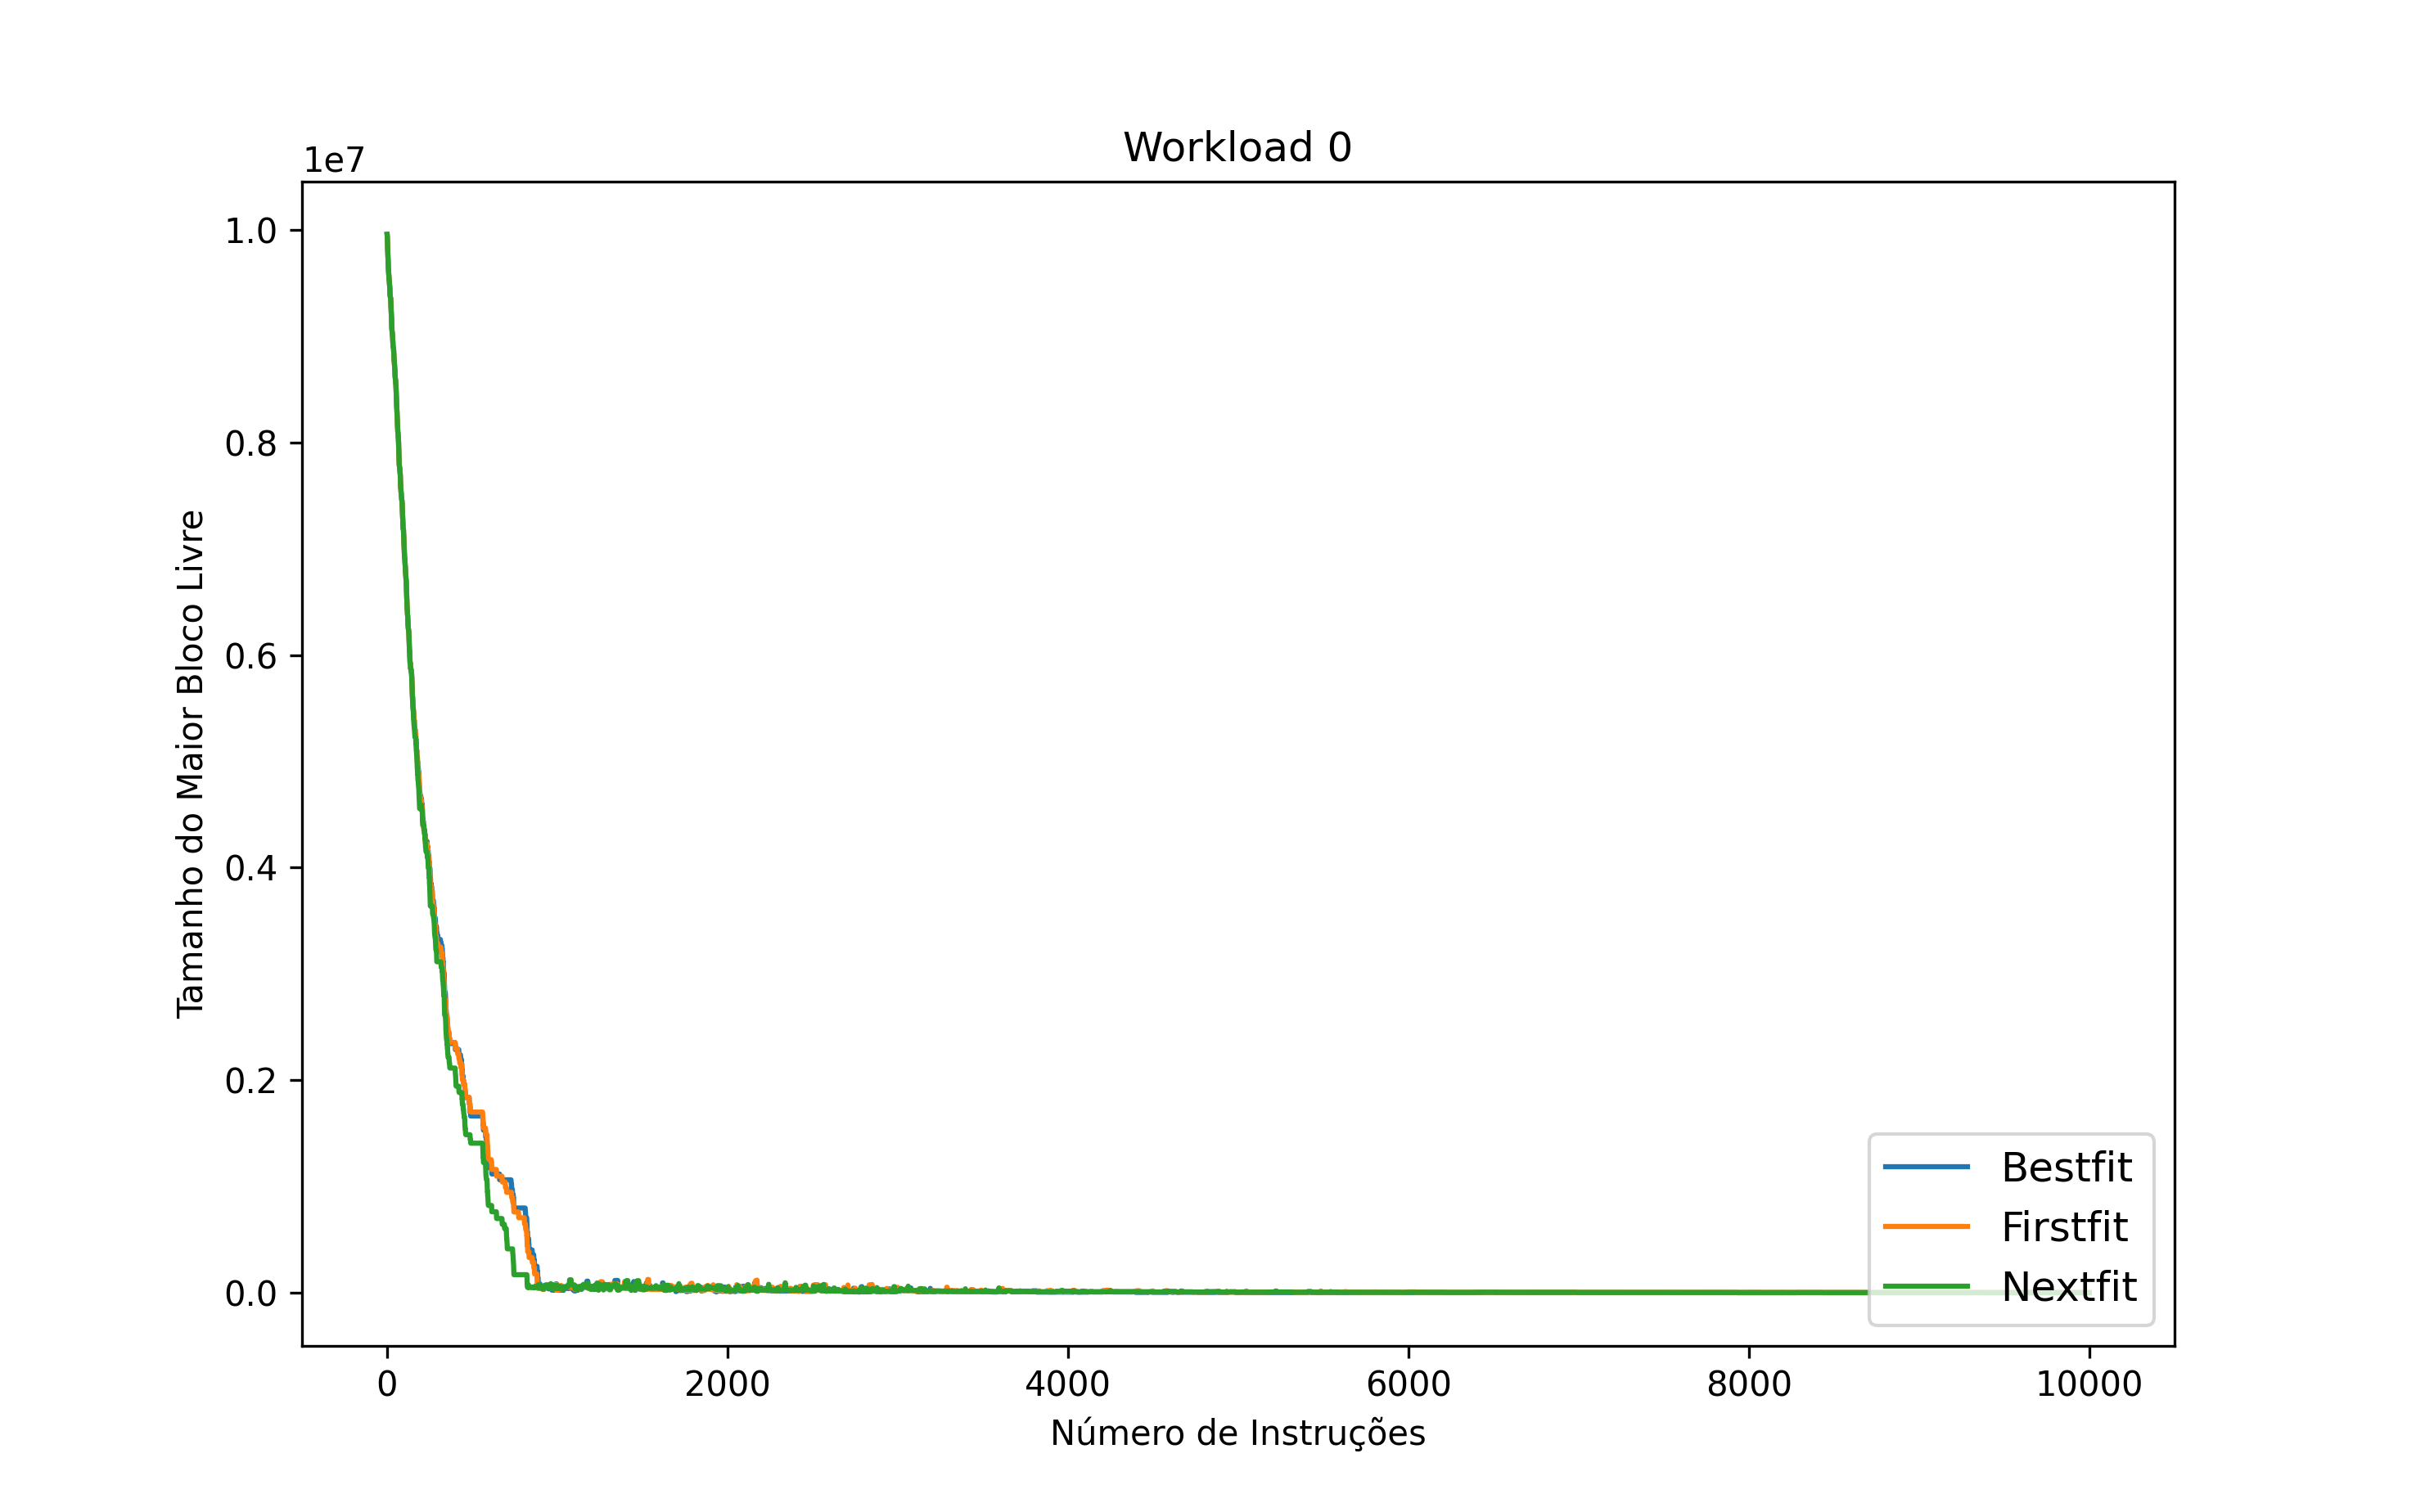 Workload 0
1e7
1.0
0.8
0.6
0.4
0.2
0.0
Tamanho do Maior Bloco Livre
Bestfit
Firstfit
Nextfit
0 2000 4000 6000 8000 10000
Número de Instruções